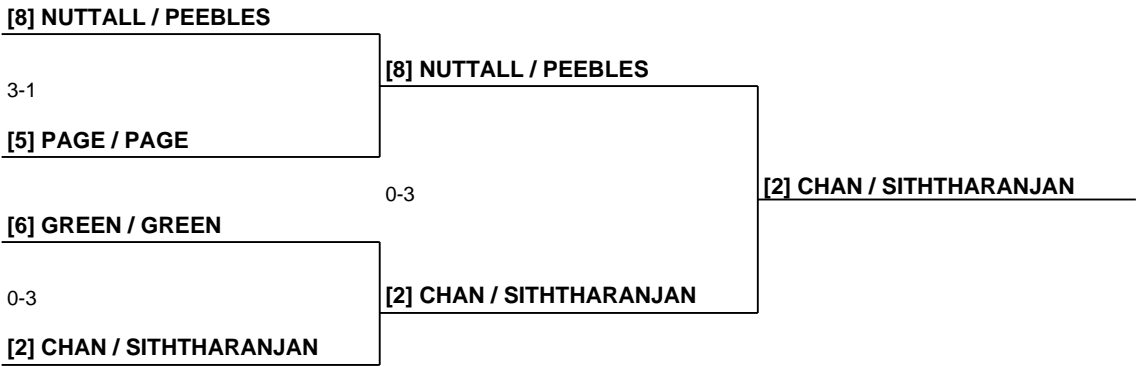 [8] NUTTALL / PEEBLES
[8] NUTTALL / PEEBLES
3-1
[5] PAGE / PAGE
[2] CHAN / SITHTHARANJAN
0-3
[6] GREEN / GREEN
[2] CHAN / SITHTHARANJAN
0-3
[2] CHAN / SITHTHARANJAN